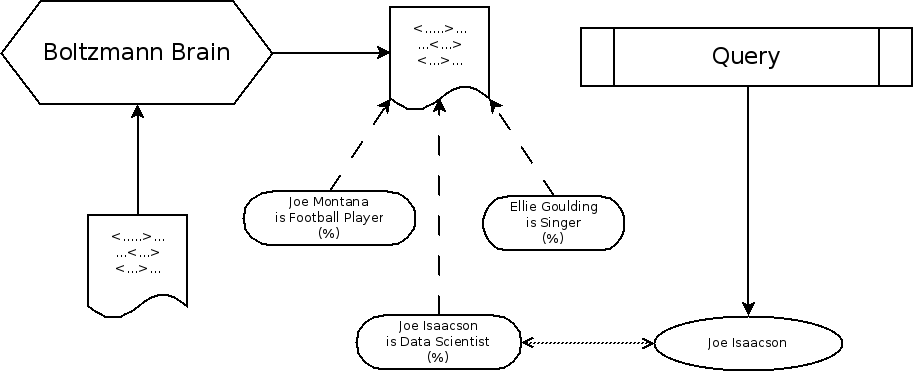 Boltzmann Brain
<.....>...
...<...>
<...>...
Query
Joe Montana
is Football Player
(%)
Ellie Goulding
is Singer
(%)
<.....>...
...<...>
<...>...
Joe Isaacson
is Data Scientist
(%)
Joe Isaacson